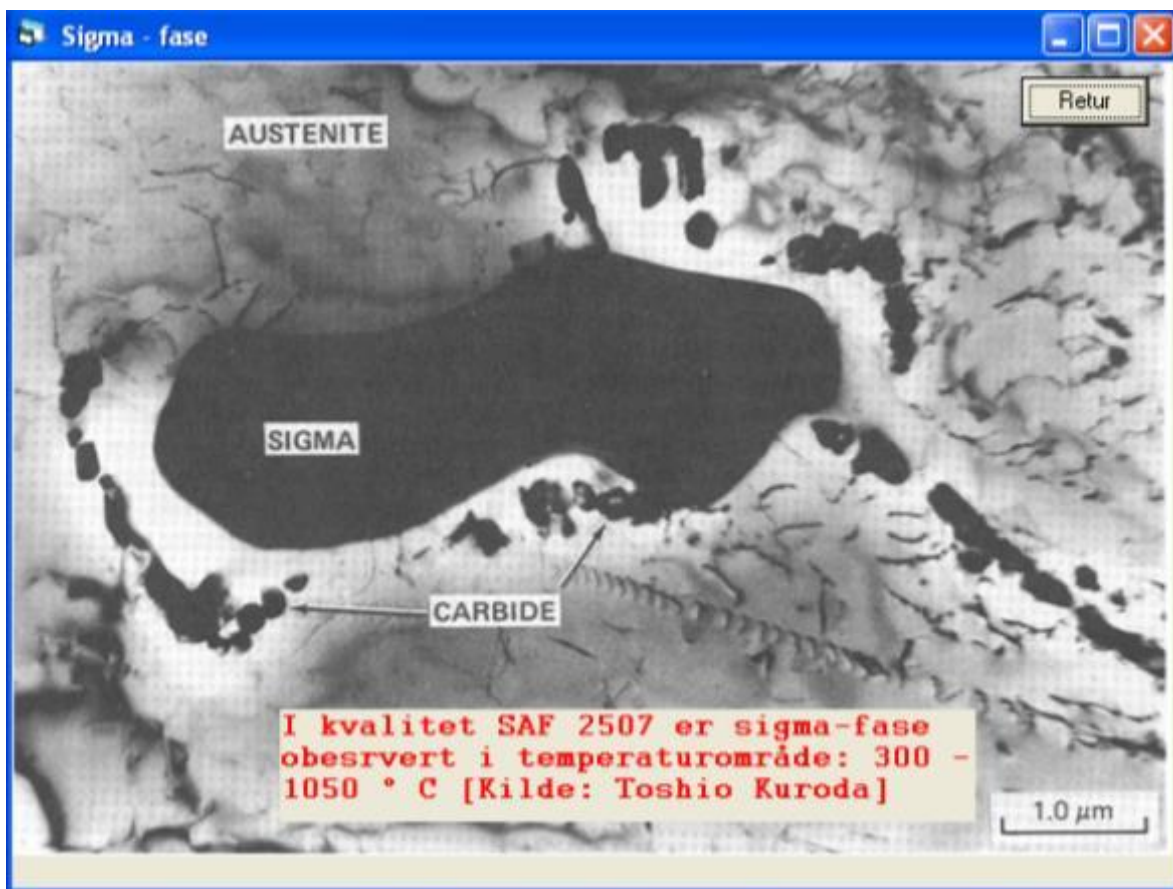 Sigma - fase
Retur
AUSTENITE
SIGMA
CARBIDE
I kvalitet SAF 2507 er sigma-fase
obesrvert i temperaturområde: 300 -
1050 ° C [Kilde: Toshio Kuroda]
1.0 μm